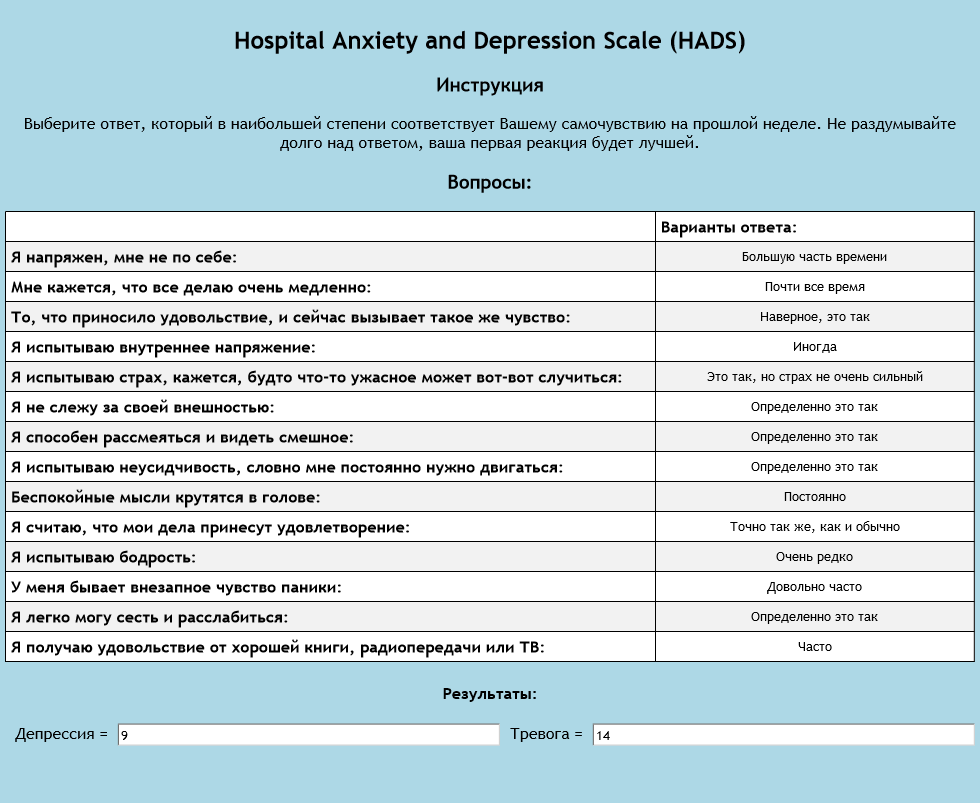 Hospital Anxiety and Depression Scale (HADS)
Инструкция
Выберите ответ, который в наибольшей степени соответствует Вашему самочувствию на прошлой неделе. Не раздумывайте
долго над ответом, ваша первая реакция будет лучшей.
Вопросы:
Варианты ответа:
Я напряжен, мне не по себе: Большую часть времени
Мне кажется, что все делаю очень медленно: Почти все время
То, что приносило удовольствие, и сейчас вызывает такое же чувство: Наверное, это так
Я испытываю внутреннее напряжение: Иногда
Я испытываю страх, кажется, будто что-то ужасное может вот-вот случиться: Это так, но страх не очень сильный
Я не слежу за своей внешностью: Определенно это так
Я способен рассмеяться и видеть смешное: Определенно это так
Я испытываю неусидчивость, словно мне постоянно нужно двигаться: Определенно это так
Беспокойные мысли крутятся в голове: Постоянно
Я считаю, что мои дела принесут удовлетворение: Точно так же, как и обычно
Я испытываю бодрость: Очень редко
У меня бывает внезапное чувство паники: Довольно часто
Я легко могу сесть и расслабиться: Определенно это так
Я получаю удовольствие от хорошей книги, радиопередачи или ТВ: Часто
Результаты:
Депрессия = 9 Тревога = 14